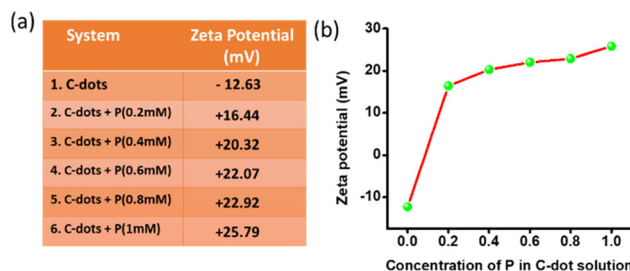 (a)
System Zeta Potential
(mV)
1. C-dots - 12.63
2. C-dots + P(0.2mM) +16.44
3. C-dots + P(0.4mM) +20.32
4. C-dots + P(0.6mM) +22.07
5. C-dots + P(0.8mM) +22.92
6. C-dots + P(1mM) +25.79
(b)
Zeta potential (mV)
30
20
10
0
-10
0.0 0.2 0.4 0.6 0.8 1.0
Concentration of P in C-dot solution